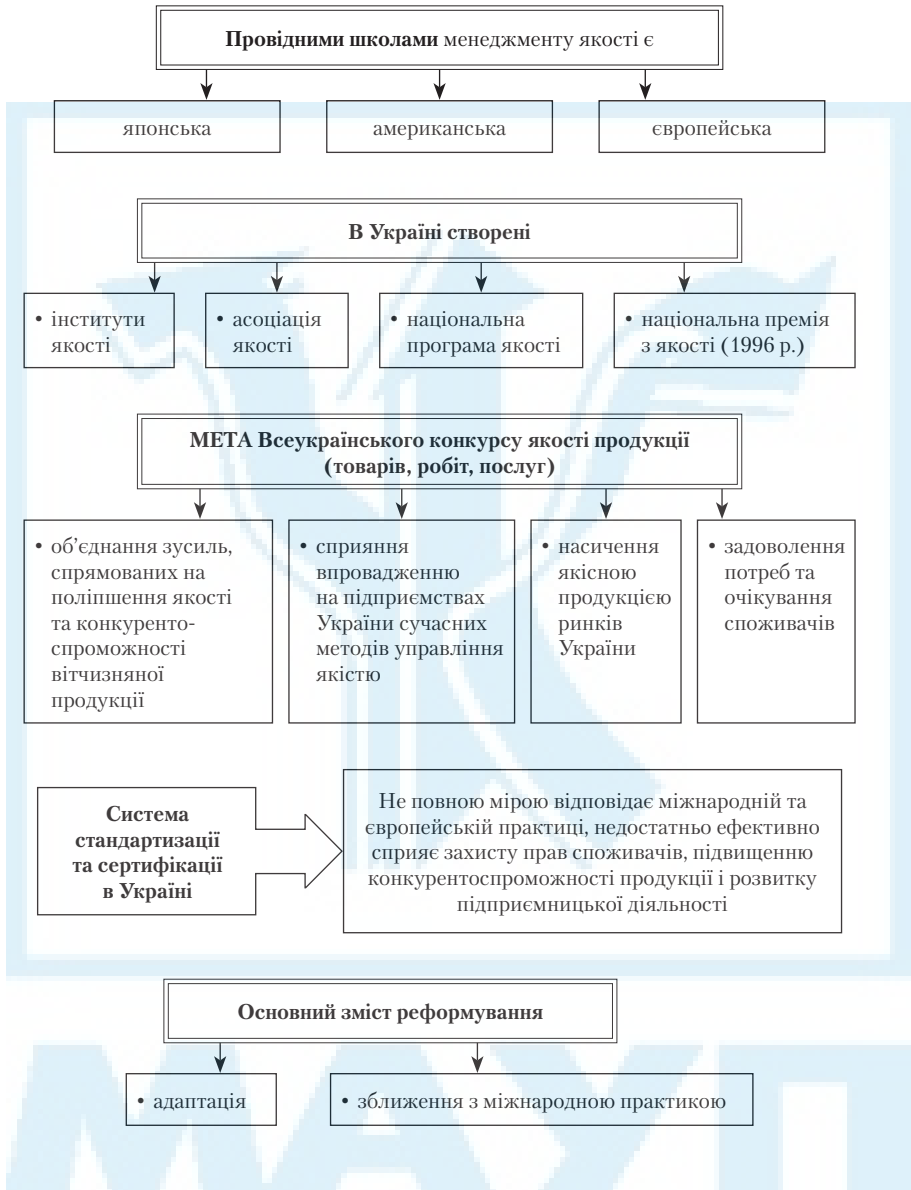 Провідними школами менеджменту якості є
японська
американська
європейська
В Україні створені
• інститути
якості
• асоціація
якості
• національна
програма якості
• національна премія
з якості (1996 р.)
МЕТА Всеукраїнського конкурсу якості продукції
(товарів, робіт, послуг)
• об’єднання зусиль,
спрямованих на
поліпшення якості
та конкуренто-
спроможності
вітчизняної
продукції
• сприяння
впровадженню
на підприємствах
України сучасних
методів управління
якістю
• насичення
якісною
продукцією
ринків
України
• задоволення
потреб та
очікування
споживачів
Система
стандартизації
та сертифікації
в Україні
Не повною мірою відповідає міжнародній та
європейській практиці, недостатньо ефективно
сприяє захисту прав споживачів, підвищенню
конкурентоспроможності продукції і розвитку
підприємницької діяльності
Основний зміст реформування
• адаптація
• зближення з міжнародною практикою
МАУП